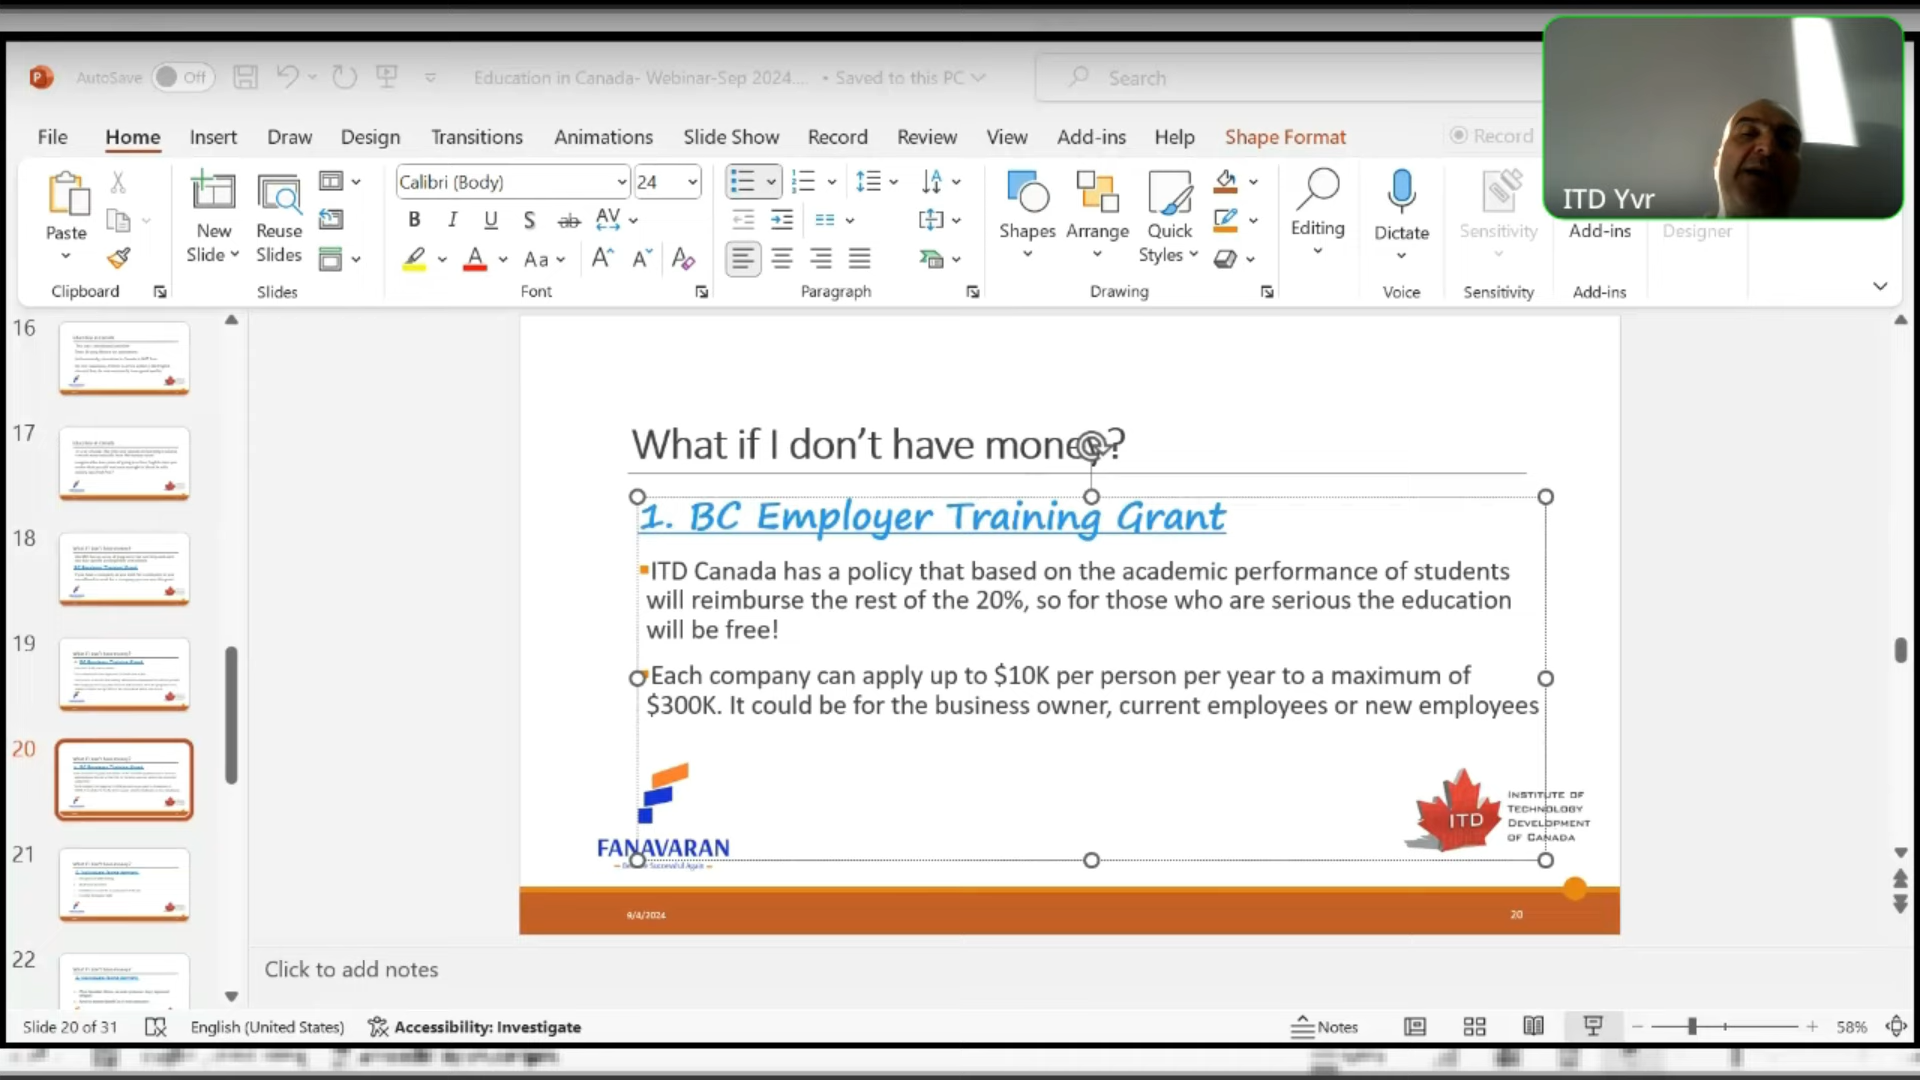 AutoSave Off Education in Canada- Webinar-Sep 2024.... • Saved to this PC Search
File Home Insert Draw Design Transitions Animations Slide Show Record Review View Add-ins Help Shape Format Record
ITD Yvr
Paste New Slide Reuse Slides Calibri (Body) 24 Shapes Arrange Quick Styles Editing Dictate Sensitivity Add-ins Designer
Clipboard Slides Font Paragraph Drawing Voice Sensitivity Add-ins
16
17
18
19
20
21
22
What if I don't have money?
1. BC Employer Training Grant
ITD Canada has a policy that based on the academic performance of students
will reimburse the rest of the 20%, so for those who are serious the education
will be free!
Each company can apply up to $10K per person per year to a maximum of
$300K. It could be for the business owner, current employees or new employees
FANAVARAN
ITD
INSTITUTE OF
TECHNOLOGY
DEVELOPMENT
OF CANADA
9/4/2024 20
Click to add notes
Slide 20 of 31 English (United States) Accessibility: Investigate Notes 58%